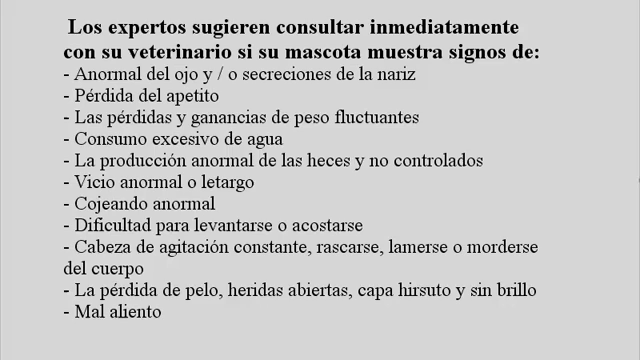 Los expertos sugieren consultar inmediatamente
con su veterinario si su mascota muestra signos de:
- Anormal del ojo y / o secreciones de la nariz
- Pérdida del apetito
- Las pérdidas y ganancias de peso fluctuantes
- Consumo excesivo de agua
- La producción anormal de las heces y no controlados
- Vicio anormal o letargo
- Cojeando anormal
- Dificultad para levantarse o acostarse
- Cabeza de agitación constante, rascarse, lamerse o morderse
del cuerpo
- La pérdida de pelo, heridas abiertas, capa hirsuto y sin brillo
- Mal aliento